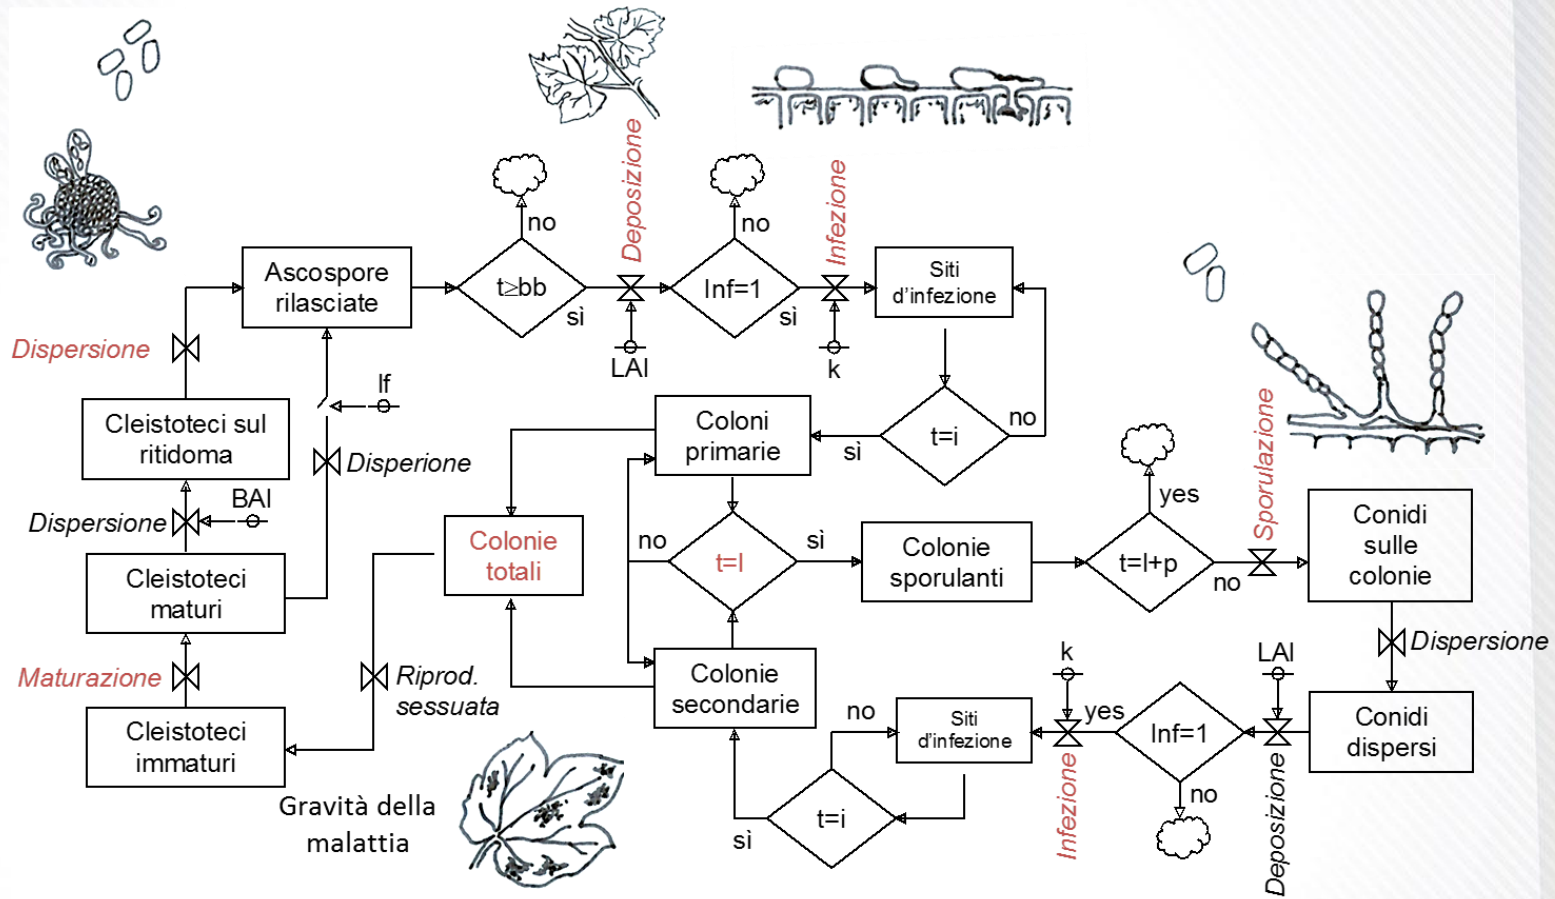 no
Deposizione
no
Infezione
Ascospore
rilasciate
t≥bb
sì
Inf=1
sì
Siti
d'infezione
Dispersione
LAI
k
If
Cleistoteci sul
ritidoma
Coloni
primarie
sì
t=i
no
Disperione
BAI
Dispersione
yes
Sporulazione
Colonie
totali
no
t=l
sì
Colonie
sporulanti
t=l+p
no
Conidi
sulle
colonie
Cleistoteci
maturi
Dispersione
Maturazione
Riprod.
sessuata
Colonie
secondarie
k
LAI
no
Siti
d'infezione
yes
Inf=1
Conidi
dispersi
Cleistoteci
immaturi
no
Infezione
Deposizione
Gravità della
malattia
sì
t=i